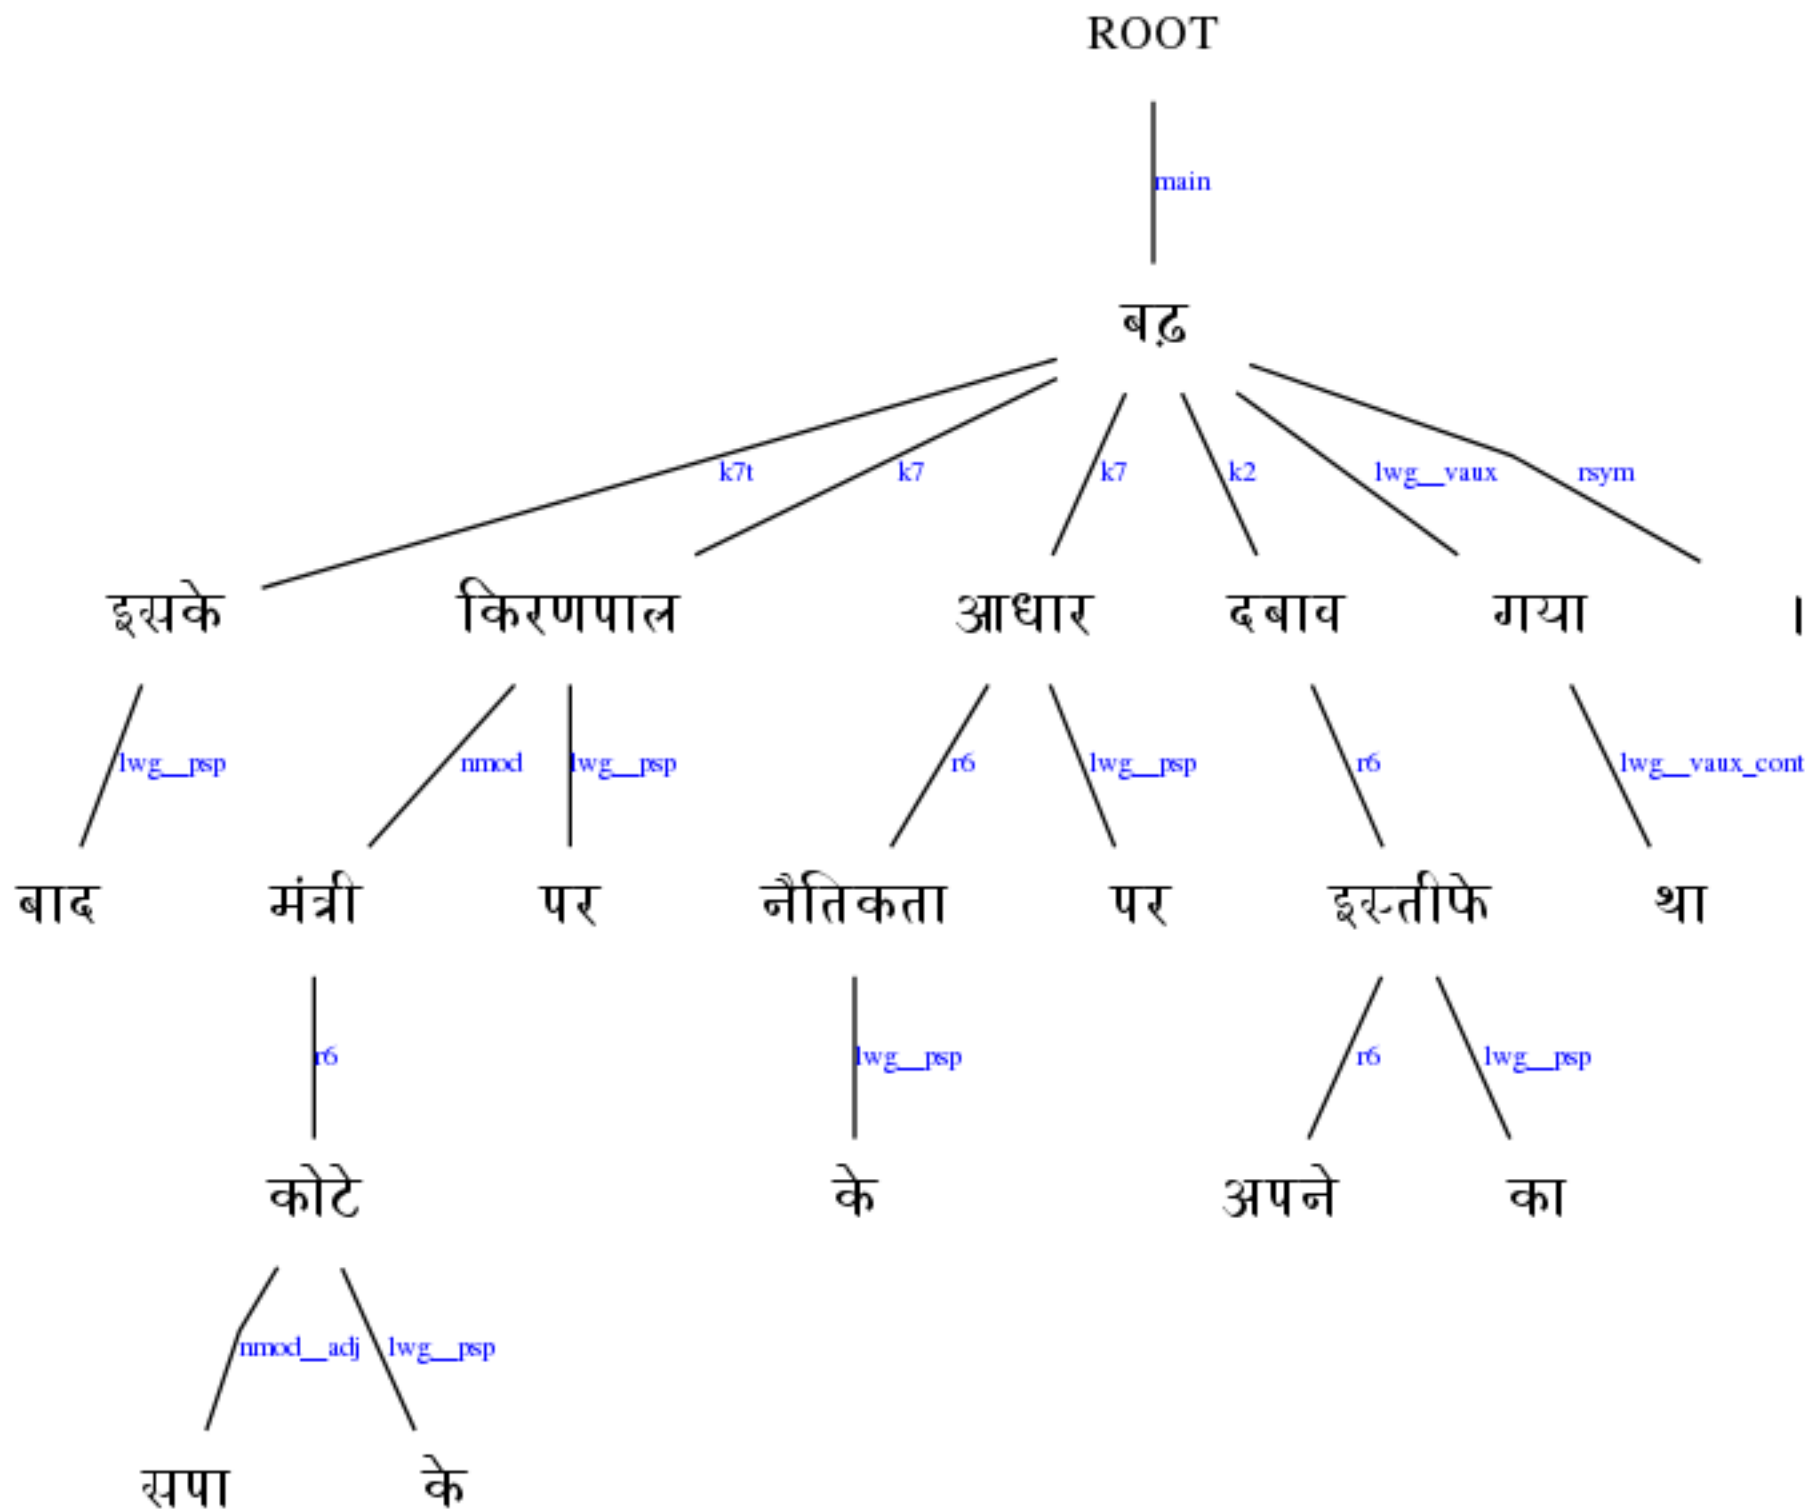 ROOT
main
बढ़
k7t k7 k7 k2 lwg__vaux rsym
इसके किरणपाल आधार दबाव गया ।
lwg__psp nmod lwg__psp r6 lwg__psp r6 lwg__vaux_cont
बाद मंत्री पर नैतिकता पर इस्तीफे था
r6 lwg__psp r6 lwg__psp
कोटे के अपने का
nmod__adj lwg__psp
सपा के